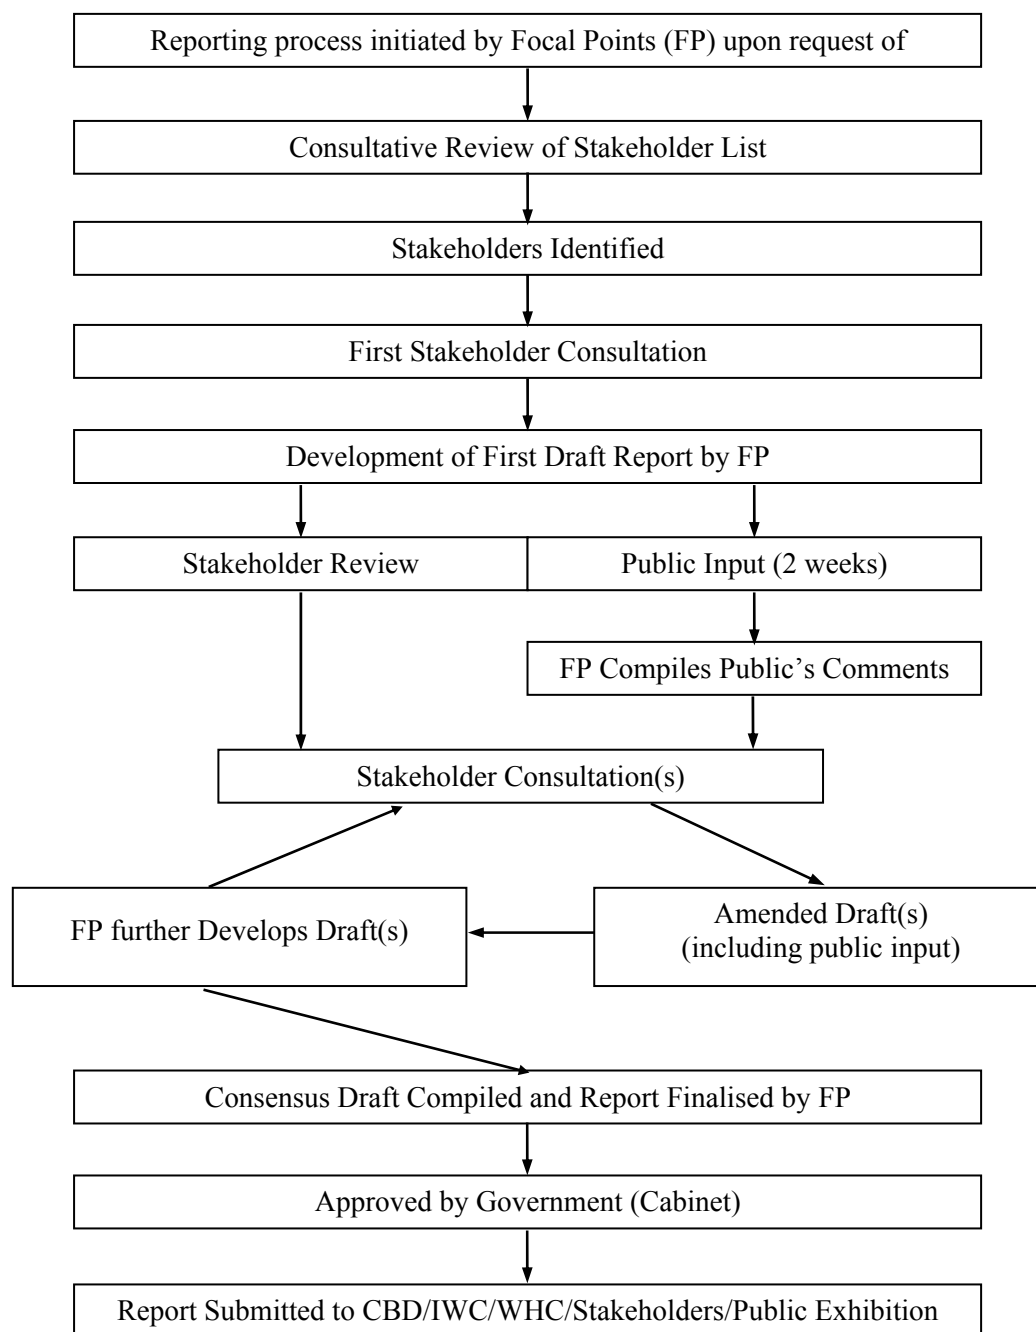 Reporting process initiated by Focal Points (FP) upon request of
Consultative Review of Stakeholder List
Stakeholders Identified
First Stakeholder Consultation
Development of First Draft Report by FP
Stakeholder Review
Public Input (2 weeks)
FP Compiles Public’s Comments
Stakeholder Consultation(s)
FP further Develops Draft(s)
Amended Draft(s)
(including public input)
Consensus Draft Compiled and Report Finalised by FP
Approved by Government (Cabinet)
Report Submitted to CBD/IWC/WHC/Stakeholders/Public Exhibition